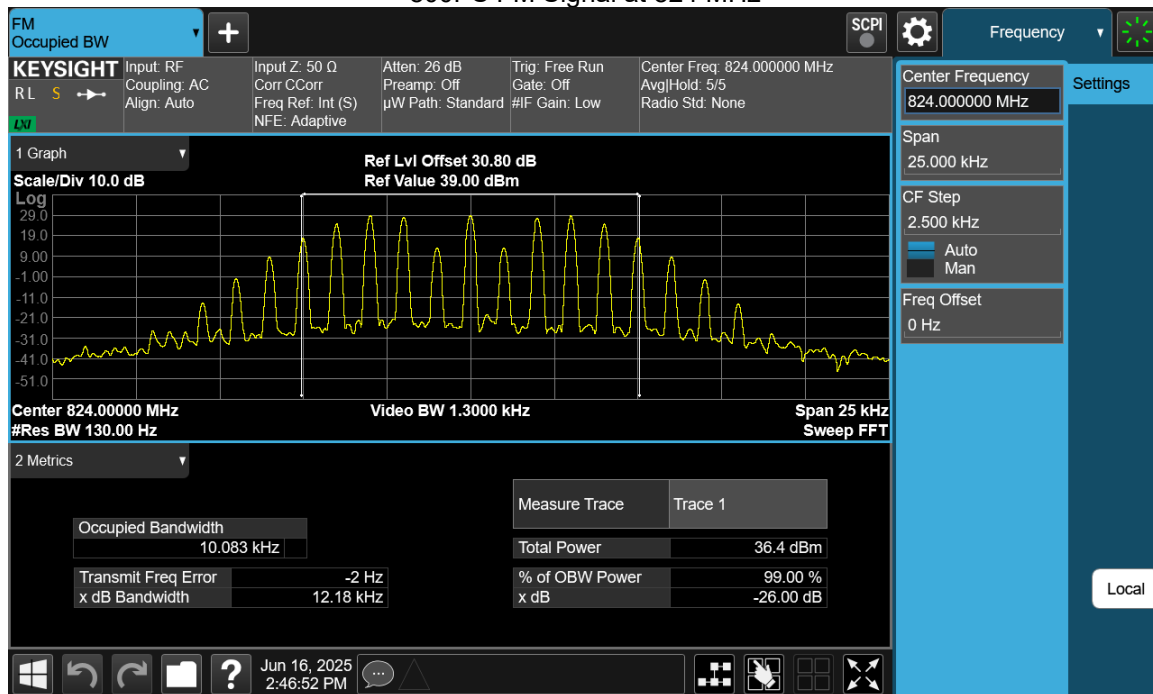 FM
Occupied BW
SCPI
Frequency
KEYSIGHT
R L S
LXI
Input: RF
Coupling: AC
Align: Auto
Input Z: 50 Ω
Corr CCorr
Freq Ref: Int (S)
NFE: Adaptive
Atten: 26 dB
Preamp: Off
µW Path: Standard
Trig: Free Run
Gate: Off
#IF Gain: Low
Center Freq: 824.000000 MHz
Avg|Hold: 5/5
Radio Std: None
1 Graph
Scale/Div 10.0 dB
Ref Lvl Offset 30.80 dB
Ref Value 39.00 dBm
Log
29.0
19.0
9.00
-1.00
-11.0
-21.0
-31.0
-41.0
-51.0
Center 824.00000 MHz
#Res BW 130.00 Hz
Video BW 1.3000 kHz
Span 25 kHz
Sweep FFT
2 Metrics
Occupied Bandwidth
10.083 kHz
Transmit Freq Error -2 Hz
x dB Bandwidth 12.18 kHz
Measure Trace Trace 1
Total Power 36.4 dBm
% of OBW Power 99.00 %
x dB -26.00 dB
Center Frequency
824.000000 MHz
Settings
Span
25.000 kHz
CF Step
2.500 kHz
Auto
Man
Freq Offset
0 Hz
Local
?
Jun 16, 2025
2:46:52 PM